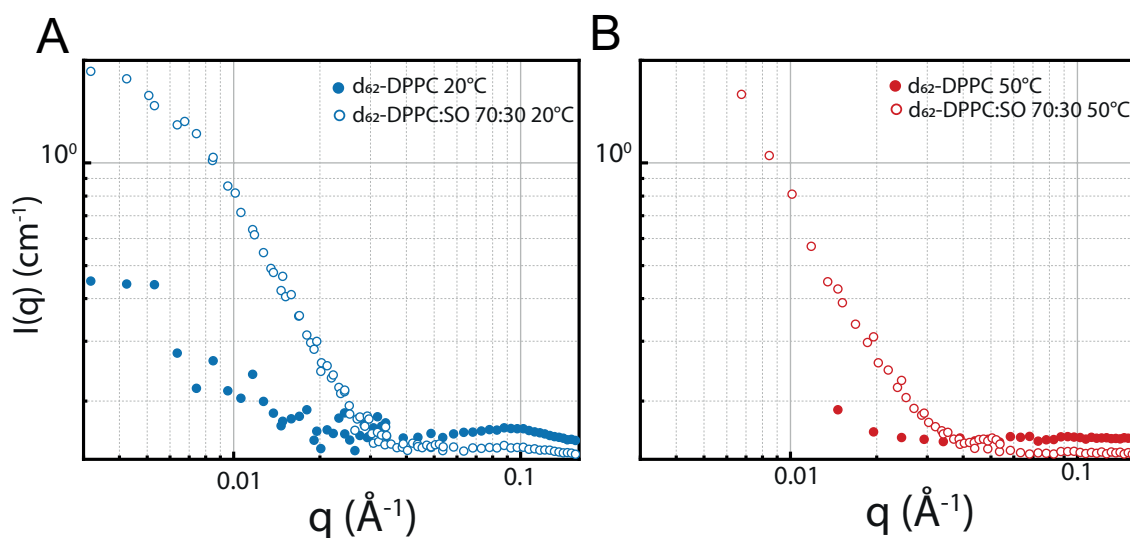 A
B
d₆₂-DPPC 20°C
d₆₂-DPPC:SO 70:30 20°C
d₆₂-DPPC 50°C
d₆₂-DPPC:SO 70:30 50°C
10⁰
10⁰
I(q) (cm⁻¹)
0.01
0.1
0.01
0.1
q (Å⁻¹)
q (Å⁻¹)